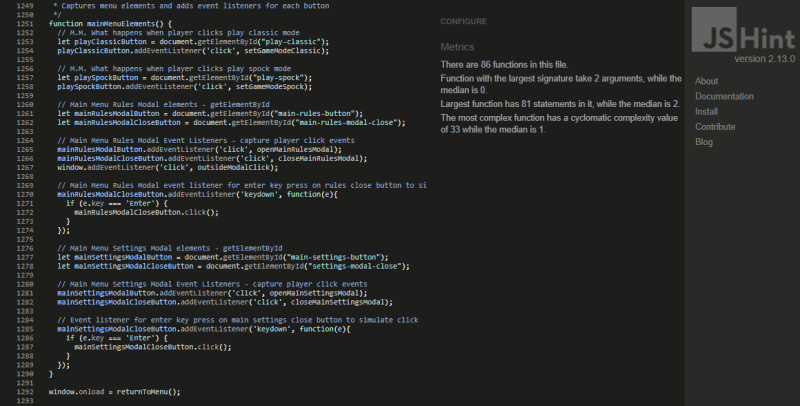 1249 * Captures menu elements and adds event listeners for each button
1250 */
1251 function mainMenuElements() {
1252 // M.M. What happens when player clicks play classic mode
1253 let playClassicButton = document.getElementById("play-classic");
1254 playClassicButton.addEventListener('click', setGameModeClassic);
1255
1256 // M.M. What happens when player clicks play spock mode
1257 let playSpockButton = document.getElementById("play-spock");
1258 playSpockButton.addEventListener('click', setGameModeSpock);
1259
1260 // Main Menu Rules Modal elements - getElementById
1261 let mainRulesModalButton = document.getElementById("main-rules-button");
1262 let mainRulesModalCloseButton = document.getElementById("main-rules-modal-close");
1263
1264 // Main Menu Rules Modal Event Listeners - capture player click events
1265 mainRulesModalButton.addEventListener('click', openMainRulesModal);
1266 mainRulesModalCloseButton.addEventListener('click', closeMainRulesModal);
1267 window.addEventListener('click', outsideModalClick);
1268
1269 // Main Menu Rules Modal event listener for enter key press on rules close button to si
1270 mainRulesModalCloseButton.addEventListener('keydown', function(e){
1271 if (e.key === 'Enter') {
1272 mainRulesModalCloseButton.click();
1273 }
1274 });
1275
1276 // Main Menu Settings Modal elements - getElementById
1277 let mainSettingsModalButton = document.getElementById("main-settings-button");
1278 let mainSettingsModalCloseButton = document.getElementById("settings-modal-close");
1279
1280 // Main Menu Settings Modal Event Listeners - capture player click events
1281 mainSettingsModalButton.addEventListener('click', openMainSettingsModal);
1282 mainSettingsModalCloseButton.addEventListener('click', closeMainSettingsModal);
1283
1284 // Event listener for enter key press on main settings close button to simulate click
1285 mainSettingsModalCloseButton.addEventListener('keydown', function(e){
1286 if (e.key === 'Enter') {
1287 mainSettingsModalCloseButton.click();
1288 }
1289 });
1290 }
1291
1292 window.onload = returnToMenu();
1293
CONFIGURE
Metrics
There are 86 functions in this file.
Function with the largest signature take 2 arguments, while the
median is 0.
Largest function has 81 statements in it, while the median is 2.
The most complex function has a cyclomatic complexity value
of 33 while the median is 1.
JSHint
version 2.13.0
About
Documentation
Install
Contribute
Blog